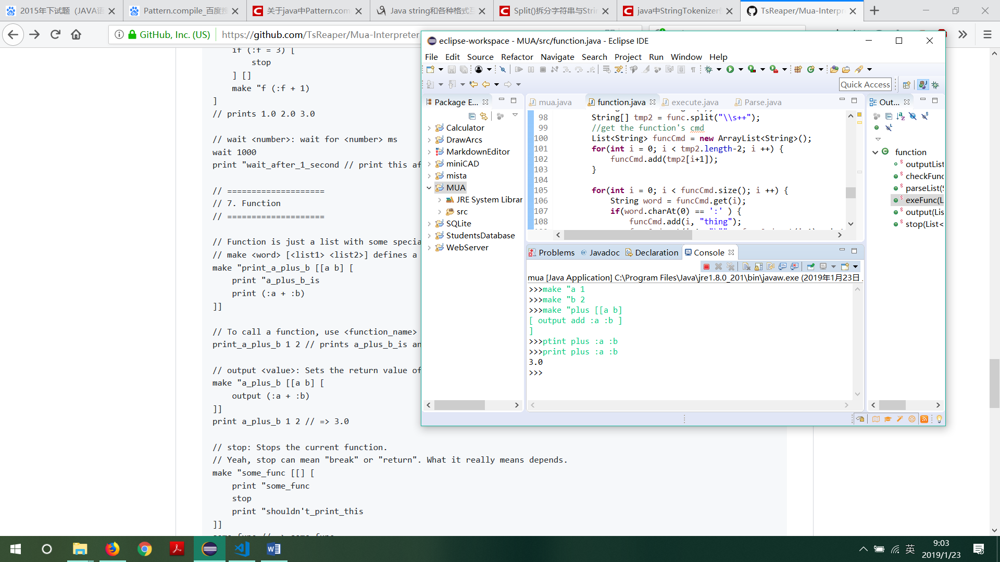 2015年下试题（JAVA语
Pattern.compile_百度搜
关于java中Pattern.com
Java string和各种格式互
Split()拆分字符串与Strin
java中StringTokenizer
TsReaper/Mua-Interpre
GitHub, Inc. (US)
https://github.com/TsReaper/Mua-Interpreter
if (:f = 3) [
stop
] []
make "f (:f + 1)
]
// prints 1.0 2.0 3.0
// wait <number>: wait for <number> ms
wait 1000
print "wait_after_1_second // print this af
// ====================
// 7. Function
// ====================
// Function is just a list with some specia
// make <word> [<list1> <list2>] defines a
make "print_a_plus_b [[a b] [
print "a_plus_b_is
print (:a + :b)
]]
// To call a function, use <function_name>
print_a_plus_b 1 2 // prints a_plus_b_is an
// output <value>: Sets the return value of
make "a_plus_b [[a b] [
output (:a + :b)
]]
print a_plus_b 1 2 // => 3.0
// stop: Stops the current function.
// Yeah, stop can mean "break" or "return". What it really means depends.
make "some_func [[] [
print "some_func
stop
print "shouldn't_print_this
]]
eclipse-workspace - MUA/src/function.java - Eclipse IDE
File Edit Source Refactor Navigate Search Project Run Window Help
Quick Access
Package E...
Calculator
DrawArcs
MarkdownEditor
miniCAD
mista
MUA
JRE System Librar
src
SQLite
StudentsDatabase
WebServer
mua.java function.java execute.java Parse.java
98 String[] tmp2 = func.split("\\s++");
99 //get the function's cmd
100 List<String> funcCmd = new ArrayList<String>();
101 for(int i = 0; i < tmp2.length-2; i ++) {
102 funcCmd.add(tmp2[i+1]);
103 }
104
105 for(int i = 0; i < funcCmd.size(); i ++) {
106 String word = funcCmd.get(i);
107 if(word.charAt(0) == ':' ) {
108 funcCmd.add(i, "thing");
Out...
function
outputList
checkFunc
parseList(S
exeFunc(L
output(Lis
stop(List<
Problems @ Javadoc Declaration Console
mua [Java Application] C:\Program Files\Java\jre1.8.0_201\bin\javaw.exe (2019年1月23日
>>>make "a 1
>>>make "b 2
>>>make "plus [[a b]
[ output add :a :b ]
]
>>>ptint plus :a :b
>>>print plus :a :b
3.0
>>>
英
9:03
2019/1/23